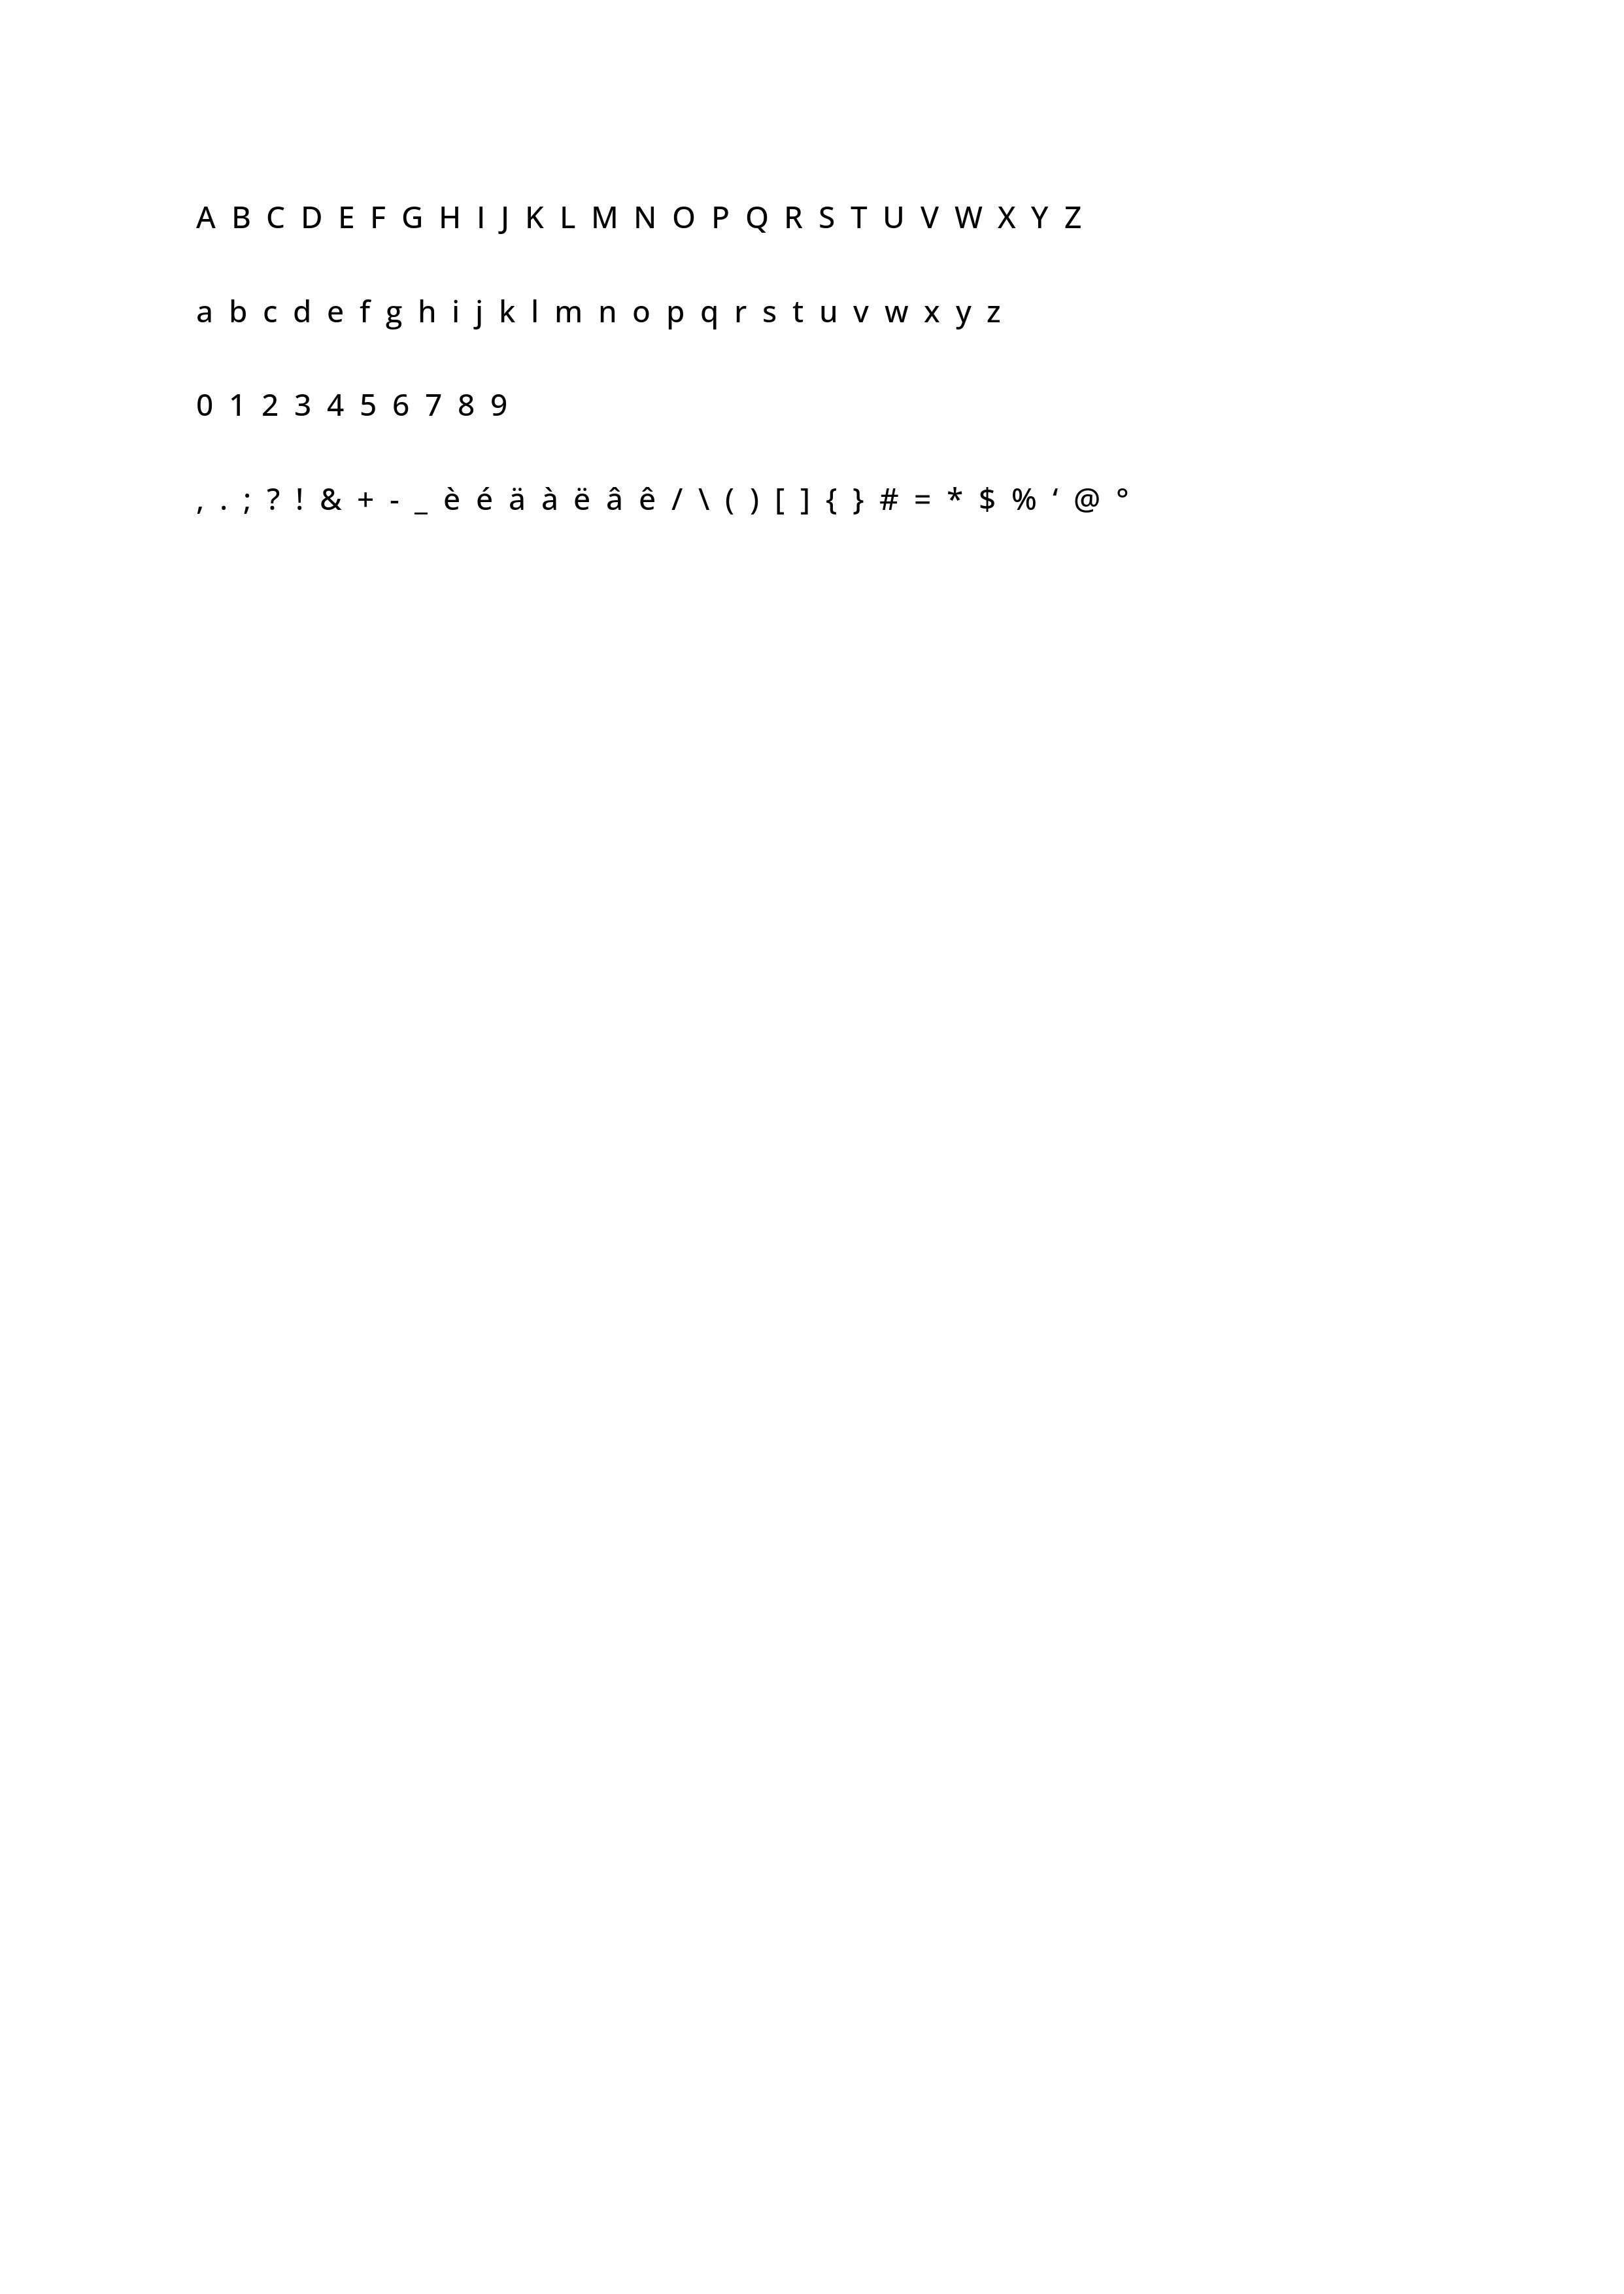 A B C D E F G H I J K L M N O P Q R S T U V W X Y Z
a b c d e f g h i j k l m n o p q r s t u v w x y z
0 1 2 3 4 5 6 7 8 9
, . ; ? ! & + - _ è é ä à ë â ê / \ ( ) [ ] { } # = * $ % ‘ @ °